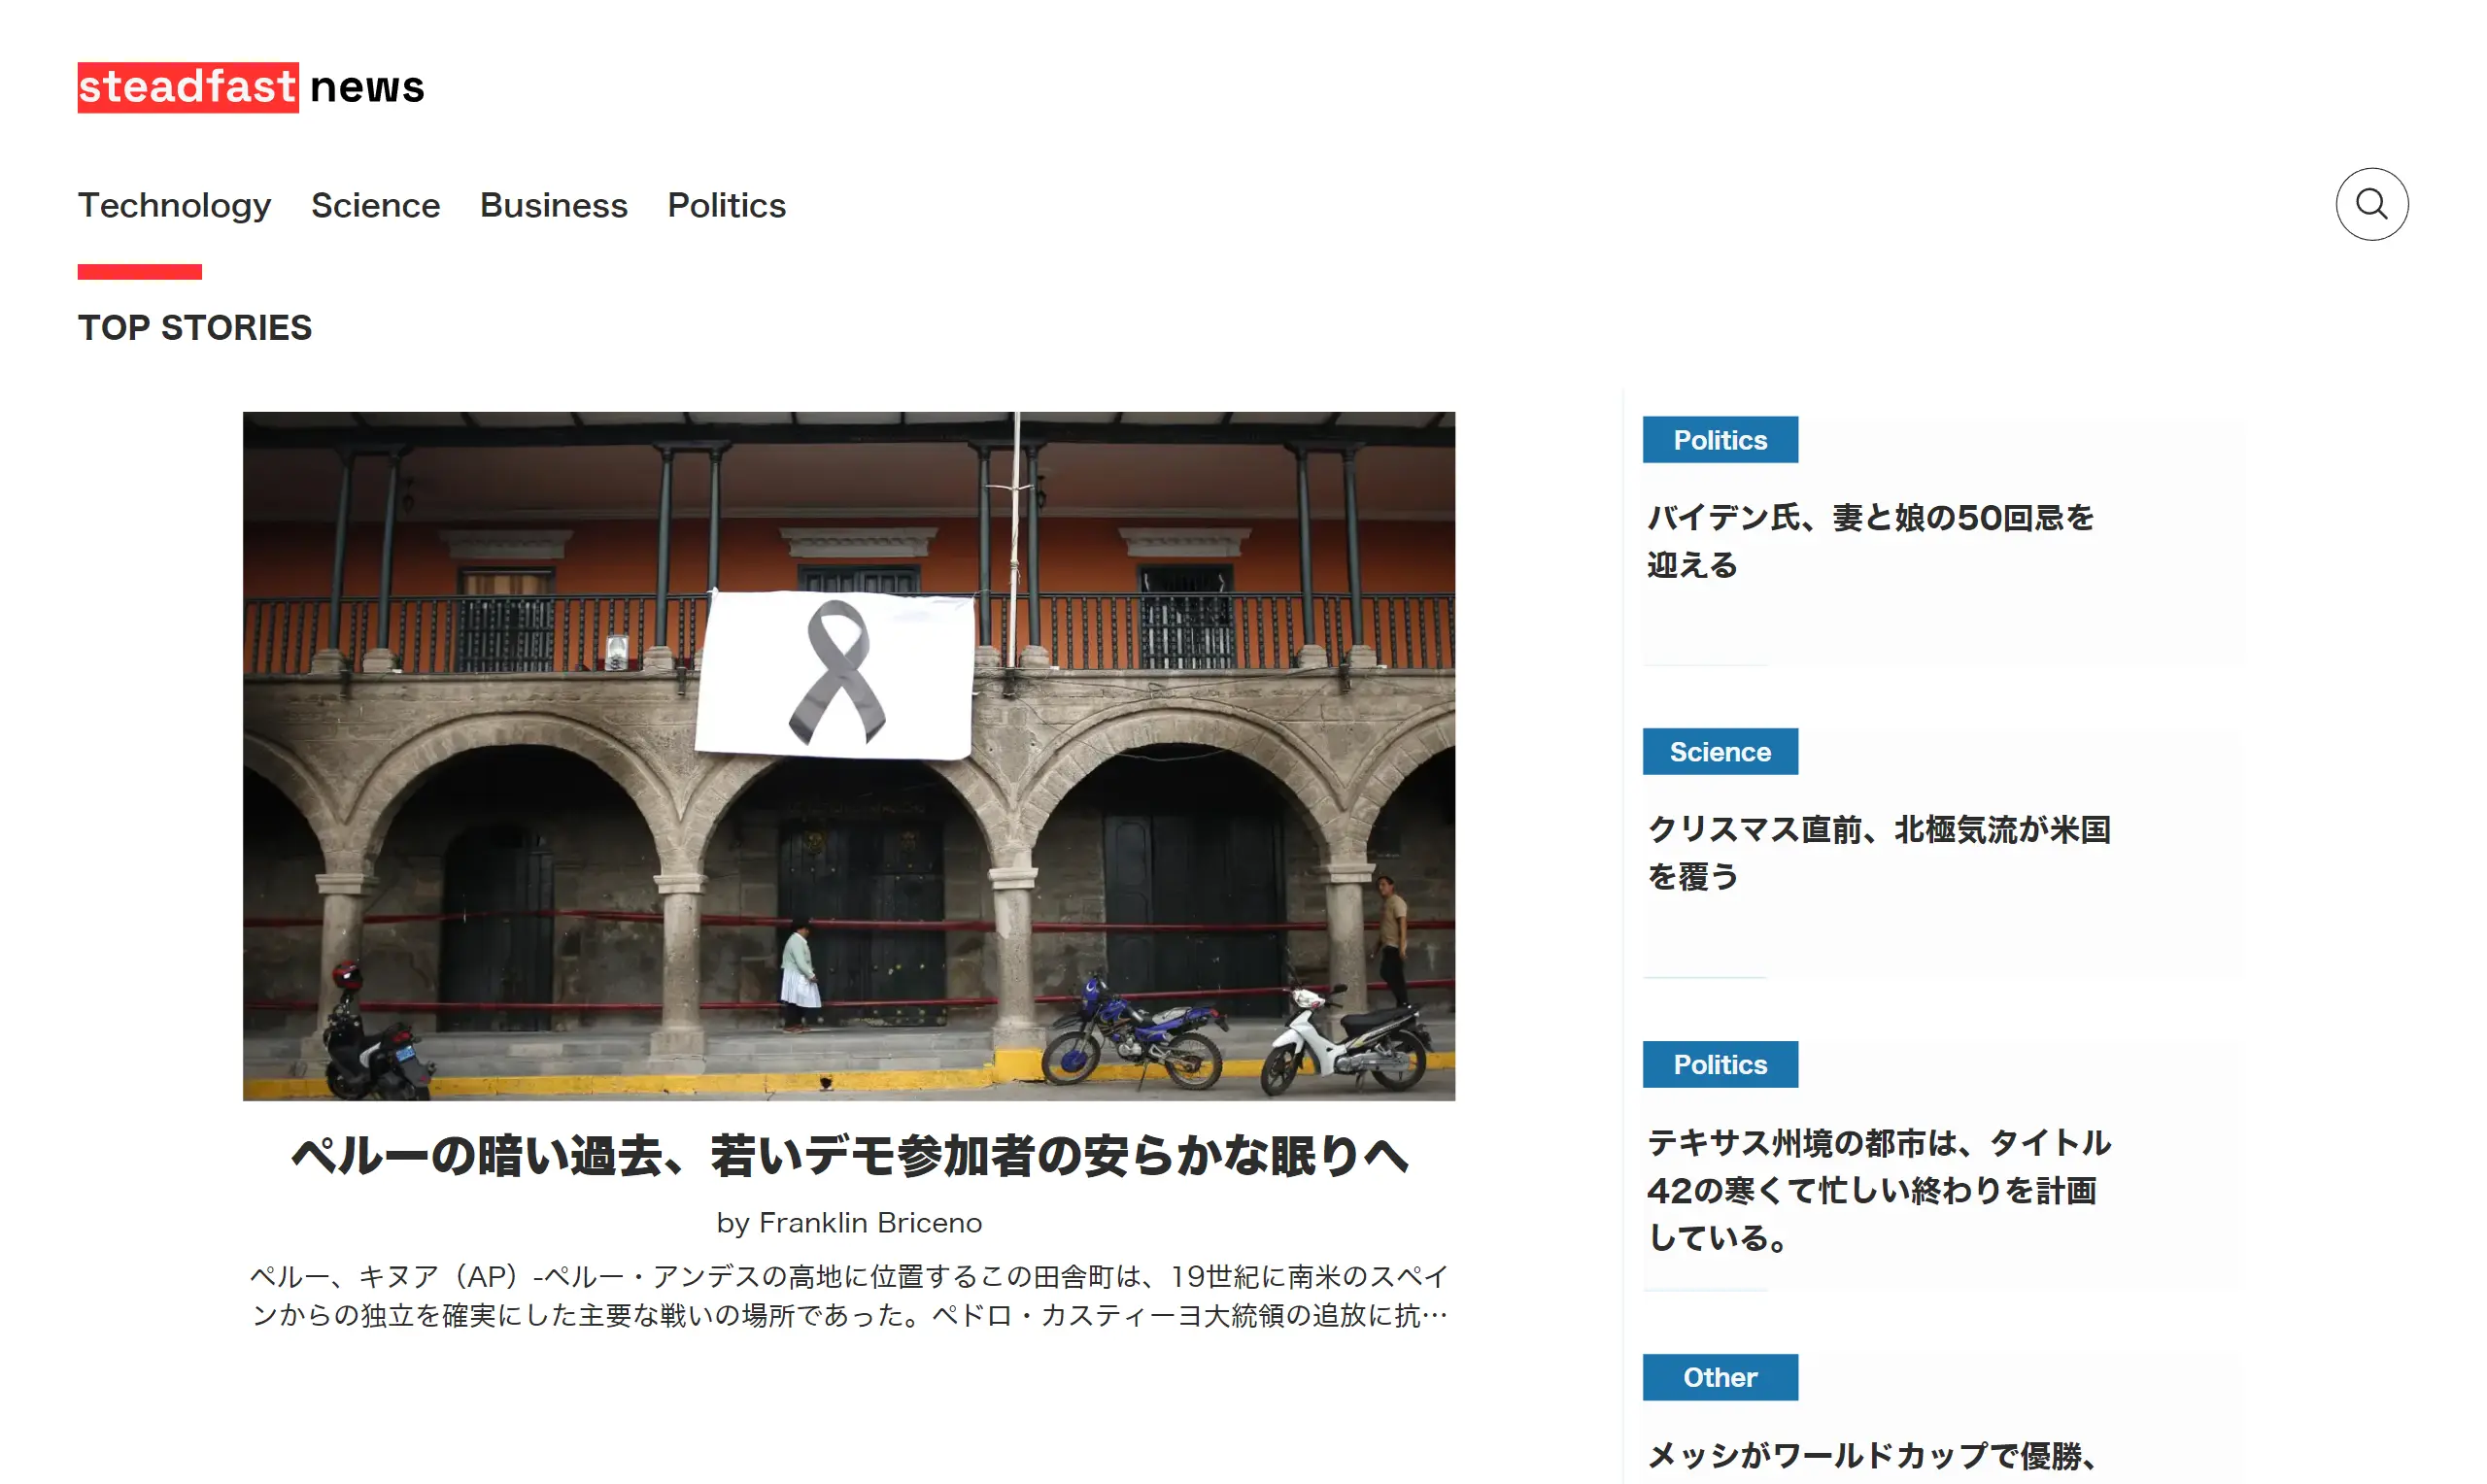 steadfast news
Technology Science Business Politics
TOP STORIES
ペルーの暗い過去、若いデモ参加者の安らかな眠りへ
by Franklin Briceno
ペルー、キヌア（AP）-ペルー・アンデスの高地に位置するこの田舎町は、19世紀に南米のスペイ
ンからの独立を確実にした主要な戦いの場所であった。ペドロ・カスティーヨ大統領の追放に抗…
Politics
バイデン氏、妻と娘の50回忌を
迎える
Science
クリスマス直前、北極気流が米国
を覆う
Politics
テキサス州境の都市は、タイトル
42の寒くて忙しい終わりを計画
している。
Other
メッシがワールドカップで優勝、